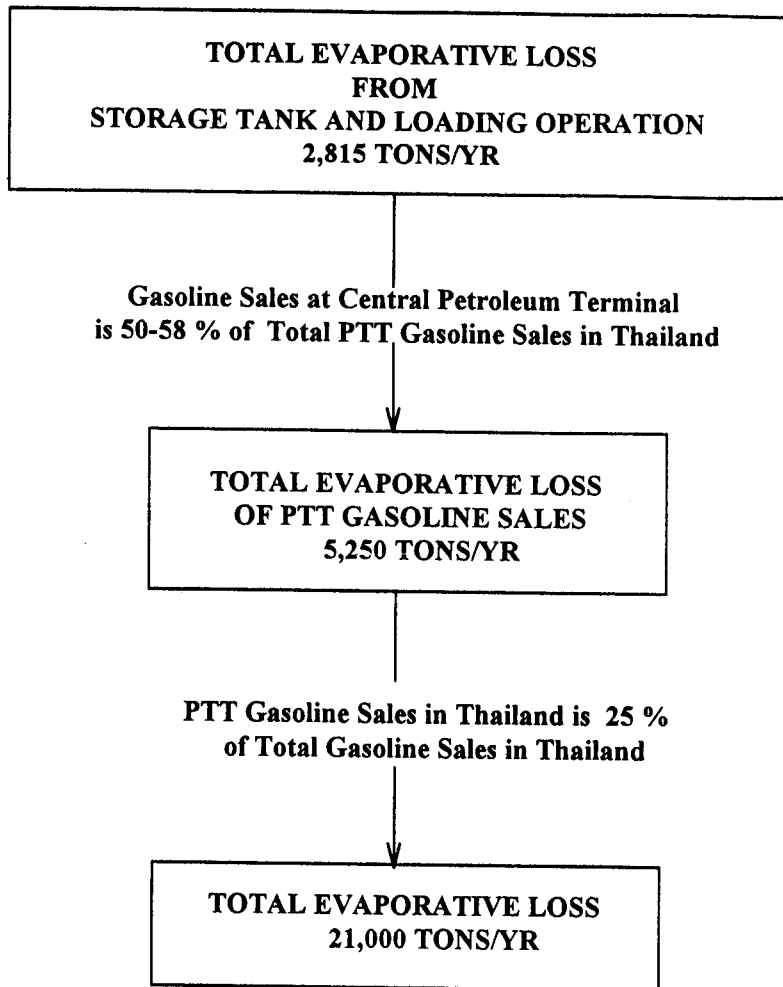 TOTAL EVAPORATIVE LOSS
FROM
STORAGE TANK AND LOADING OPERATION
2,815 TONS/YR
Gasoline Sales at Central Petroleum Terminal
is 50-58 % of Total PTT Gasoline Sales in Thailand
TOTAL EVAPORATIVE LOSS
OF PTT GASOLINE SALES
5,250 TONS/YR
PTT Gasoline Sales in Thailand is 25 %
of Total Gasoline Sales in Thailand
TOTAL EVAPORATIVE LOSS
21,000 TONS/YR